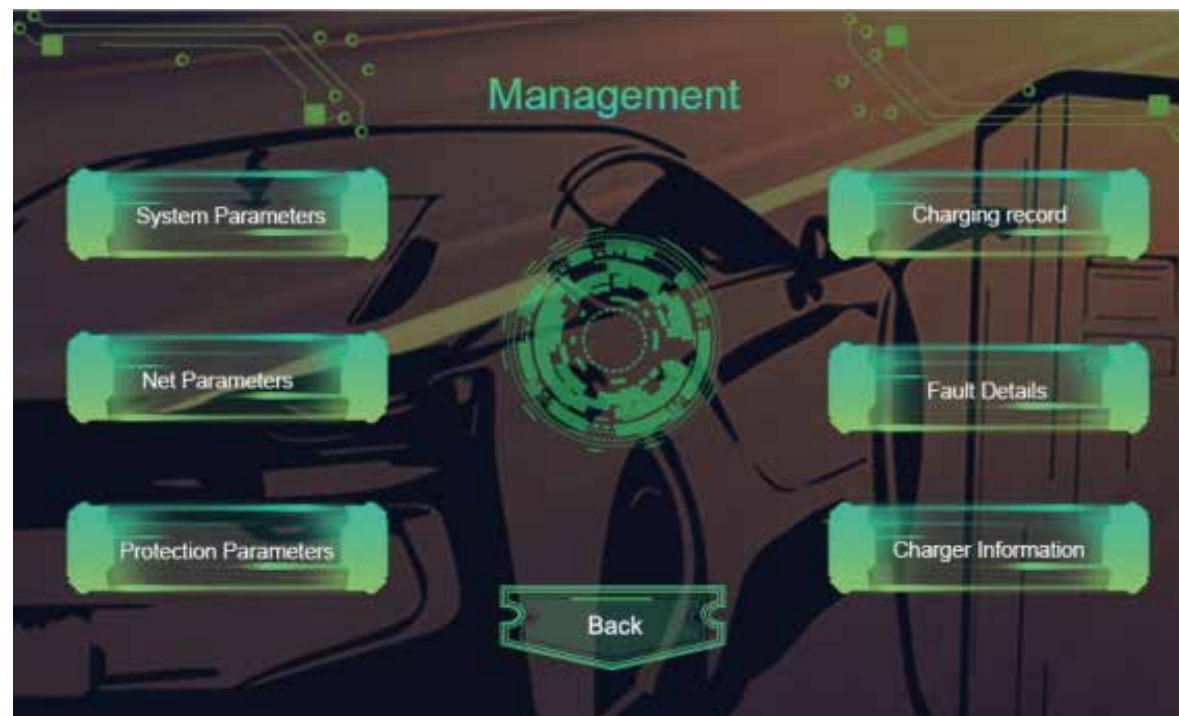 Management
System Parameters
Charging record
Net Parameters
Fault Details
Protection Parameters
Charger Information
Back